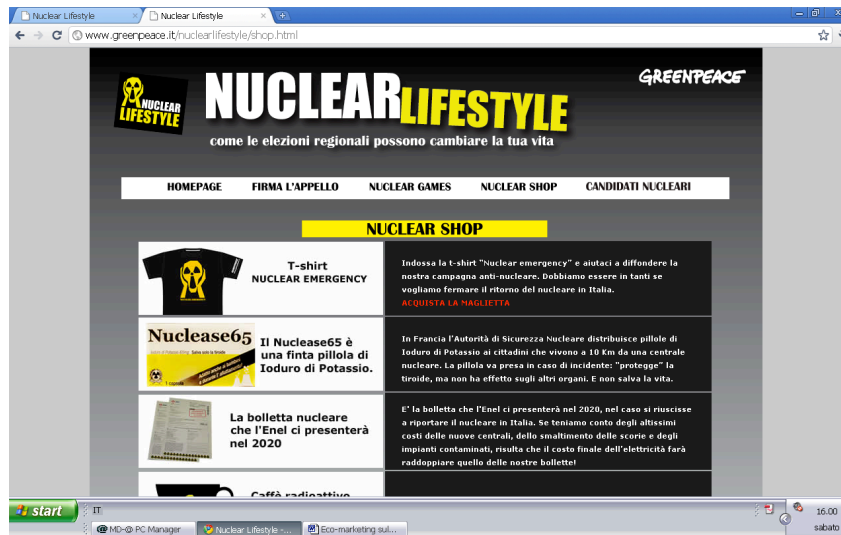 Nuclear Lifestyle
Nuclear Lifestyle
www.greenpeace.it/nuclearlifestyle/shop.html
NUCLEAR
LIFESTYLE
NUCLEARLIFESTYLE
GREENPEACE
come le elezioni regionali possono cambiare la tua vita
HOMEPAGE FIRMA L'APPELLO NUCLEAR GAMES NUCLEAR SHOP CANDIDATI NUCLEARI
NUCLEAR SHOP
T-shirt
NUCLEAR EMERGENCY
Indossa la t-shirt "Nuclear emergency" e aiutaci a diffondere la
nostra campagna anti-nucleare. Dobbiamo essere in tanti se
vogliamo fermare il ritorno del nucleare in Italia.
ACQUISTA LA MAGLIETTA
Nuclease65
1 capsula
Il Nuclease65 è
una finta pillola di
Ioduro di Potassio.
In Francia l'Autorità di Sicurezza Nucleare distribuisce pillole di
Ioduro di Potassio ai cittadini che vivono a 10 Km da una centrale
nucleare. La pillola va presa in caso di incidente: "protegge" la
tiroide, ma non ha effetto sugli altri organi. E non salva la vita.
La bolletta nucleare
che l'Enel ci presenterà
nel 2020
E' la bolletta che l'Enel ci presenterà nel 2020, nel caso si riuscisse
a riportare il nucleare in Italia. Se teniamo conto degli altissimi
costi delle nuove centrali, dello smaltimento delle scorie e degli
impianti contaminati, risulta che il costo finale dell'elettricità farà
raddoppiare quello delle nostre bollette!
Caffè radioattivo
start
IT
16.00
MD-@ PC Manager
Nuclear Lifestyle -...
Eco-marketing sul...
sabato